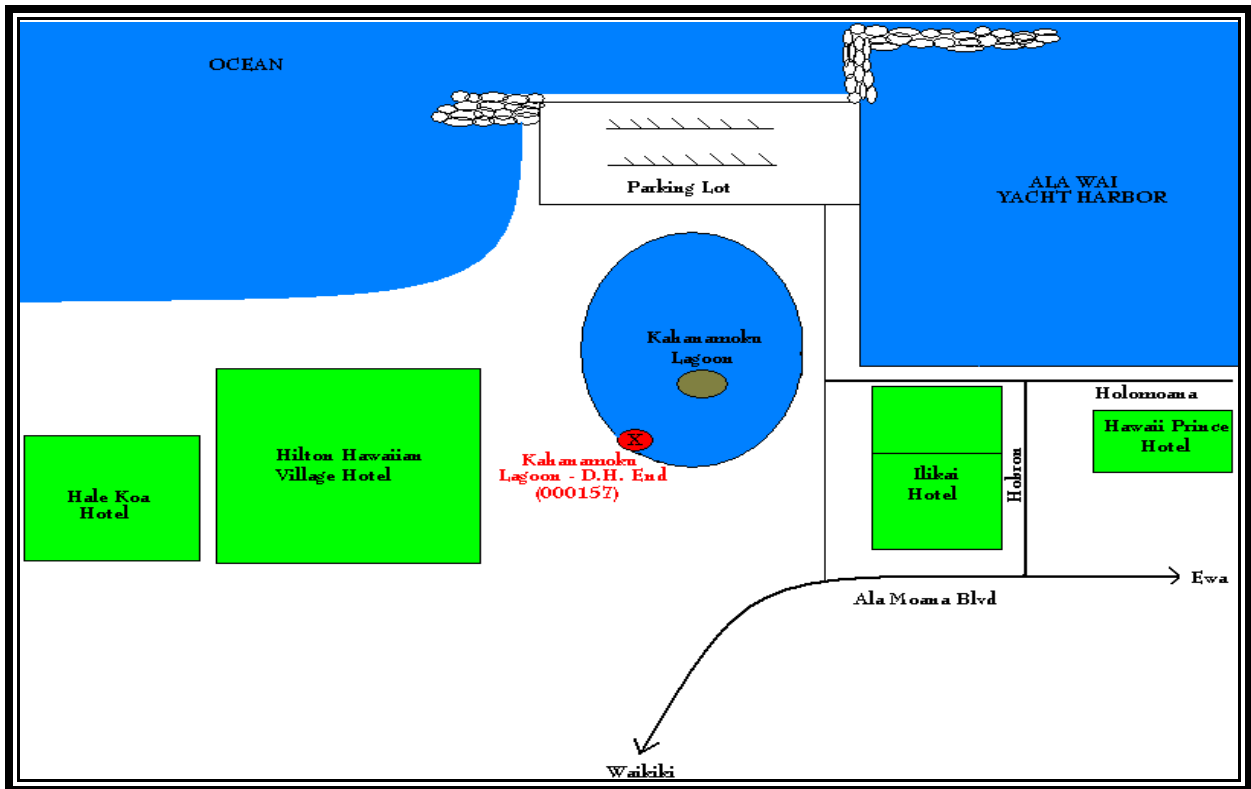 OCEAN
ALA WAI
YACHT HARBOR
Parking Lot
Kahanamoku
Lagoon
Holomoana
Hawaii Prince
Hotel
Hilton Hawaiian
Village Hotel
X
Kahanamoku
Lagoon - D.H. End
(000157)
Ilikai
Hotel
Hobron
Hale Koa
Hotel
Ewa
Ala Moana Blvd
Waikiki